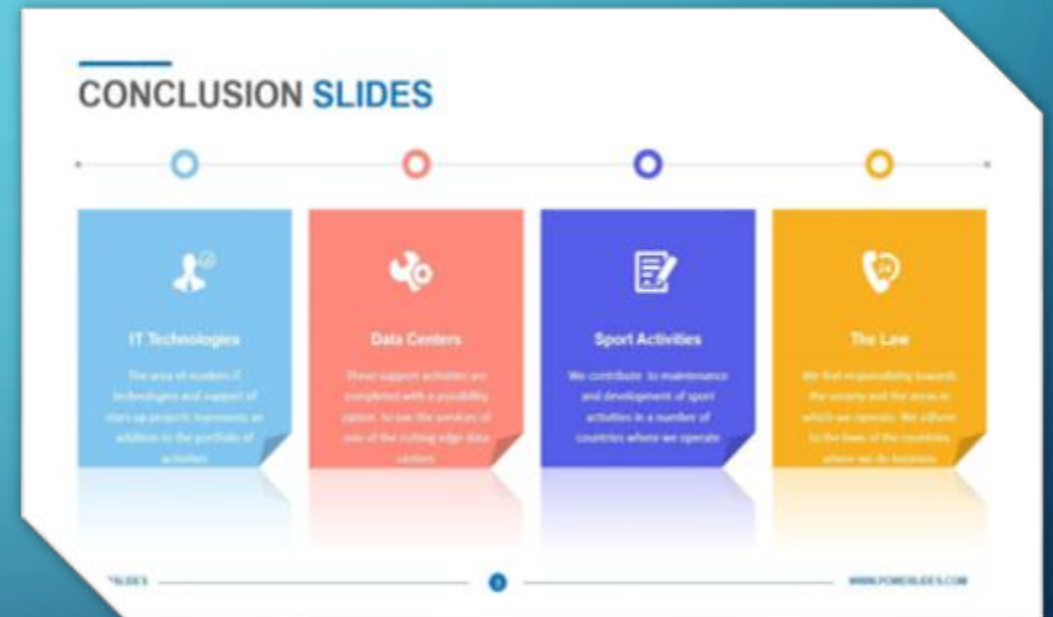 CONCLUSION SLIDES
IT Technologies
The area of modern IT
technologies and support of
start-up projects represents an
addition to the portfolio of
activities
Data Centers
These support activities are
completed with a possibility
option to use the services of
one of the cutting edge data
centers
Sport Activities
We contribute to maintenance
and development of sport
activities in a number of
countries where we operate
24
The Law
We feel responsibility towards
the society and the areas in
which we operate. We adhere
to the laws of the countries
where we do business
SLIDES
WWW.POWERSLIDES.COM